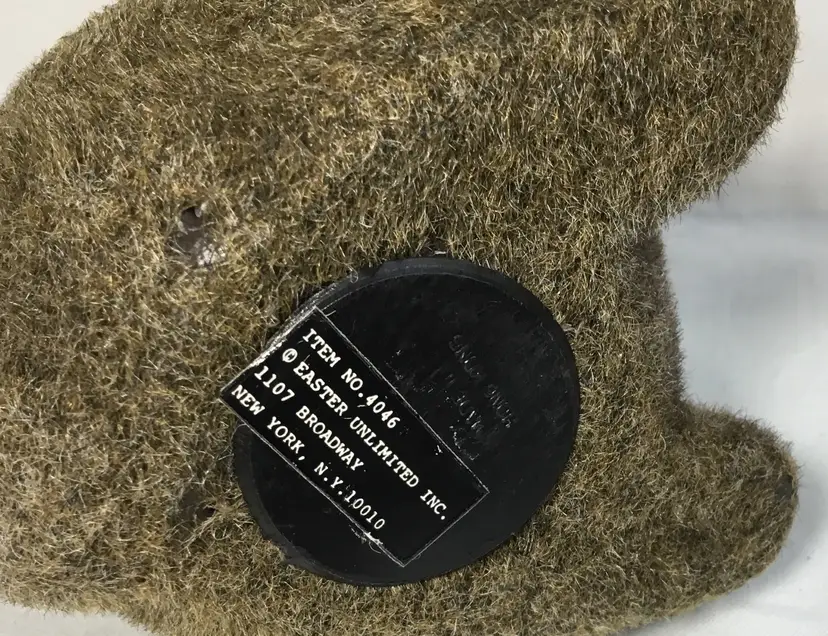 ITEM NO.4046
© EASTER UNLIMITED INC.
1107 BROADWAY
NEW YORK, N.Y.10010